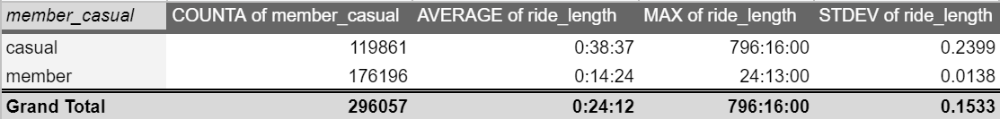 member_casual COUNTA of member_casual AVERAGE of ride_length MAX of ride_length STDEV of ride_length
casual 119861 0:38:37 796:16:00 0.2399
member 176196 0:14:24 24:13:00 0.0138
Grand Total 296057 0:24:12 796:16:00 0.1533